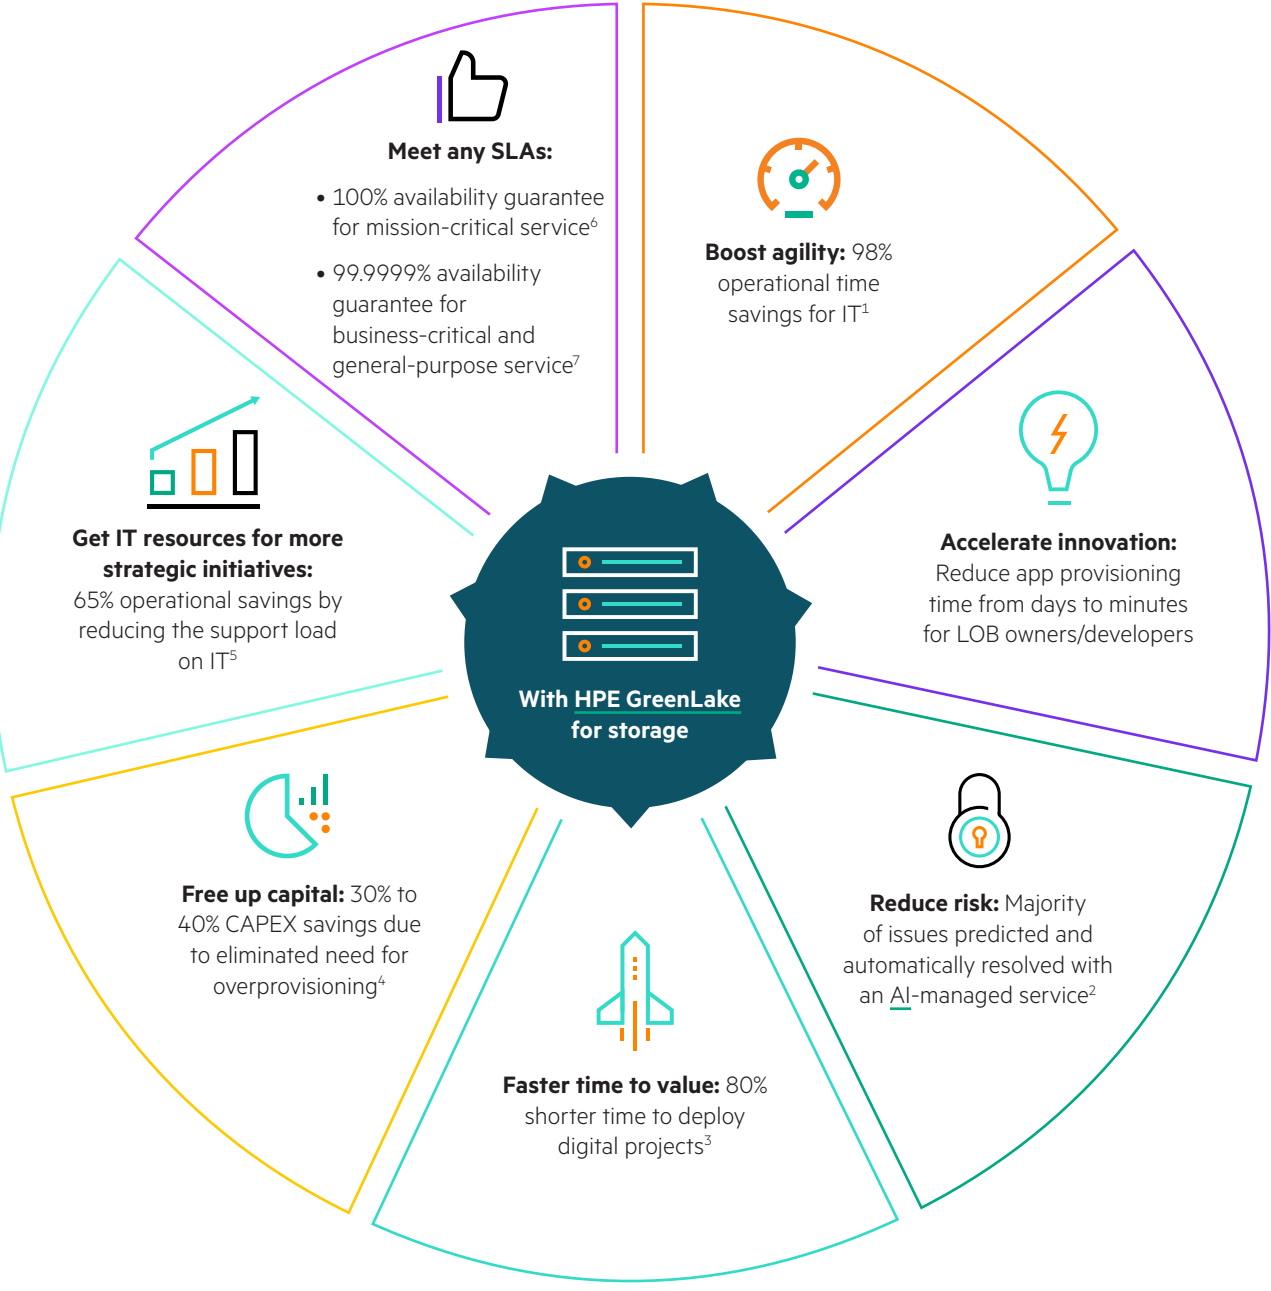 Meet any SLAs:
• 100% availability guarantee
for mission-critical service⁶
• 99.9999% availability
guarantee for
business-critical and
general-purpose service⁷
Boost agility: 98%
operational time
savings for IT¹
Accelerate innovation:
Reduce app provisioning
time from days to minutes
for LOB owners/developers
Reduce risk: Majority
of issues predicted and
automatically resolved with
an AI-managed service²
Faster time to value: 80%
shorter time to deploy
digital projects³
Free up capital: 30% to
40% CAPEX savings due
to eliminated need for
overprovisioning⁴
Get IT resources for more
strategic initiatives:
65% operational savings by
reducing the support load
on IT⁵
With HPE GreenLake
for storage